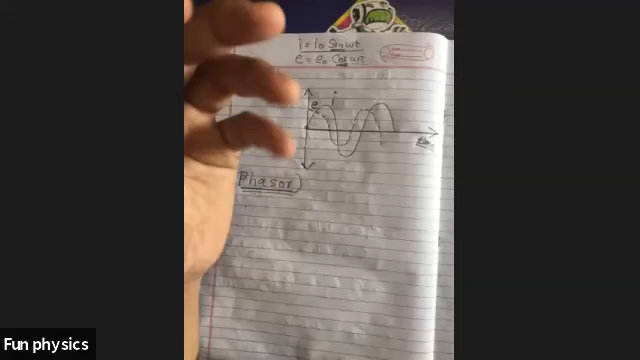 i = i₀ Sin ωt
e = e₀ Cos ωt
e i
Phasor)
Fun physics